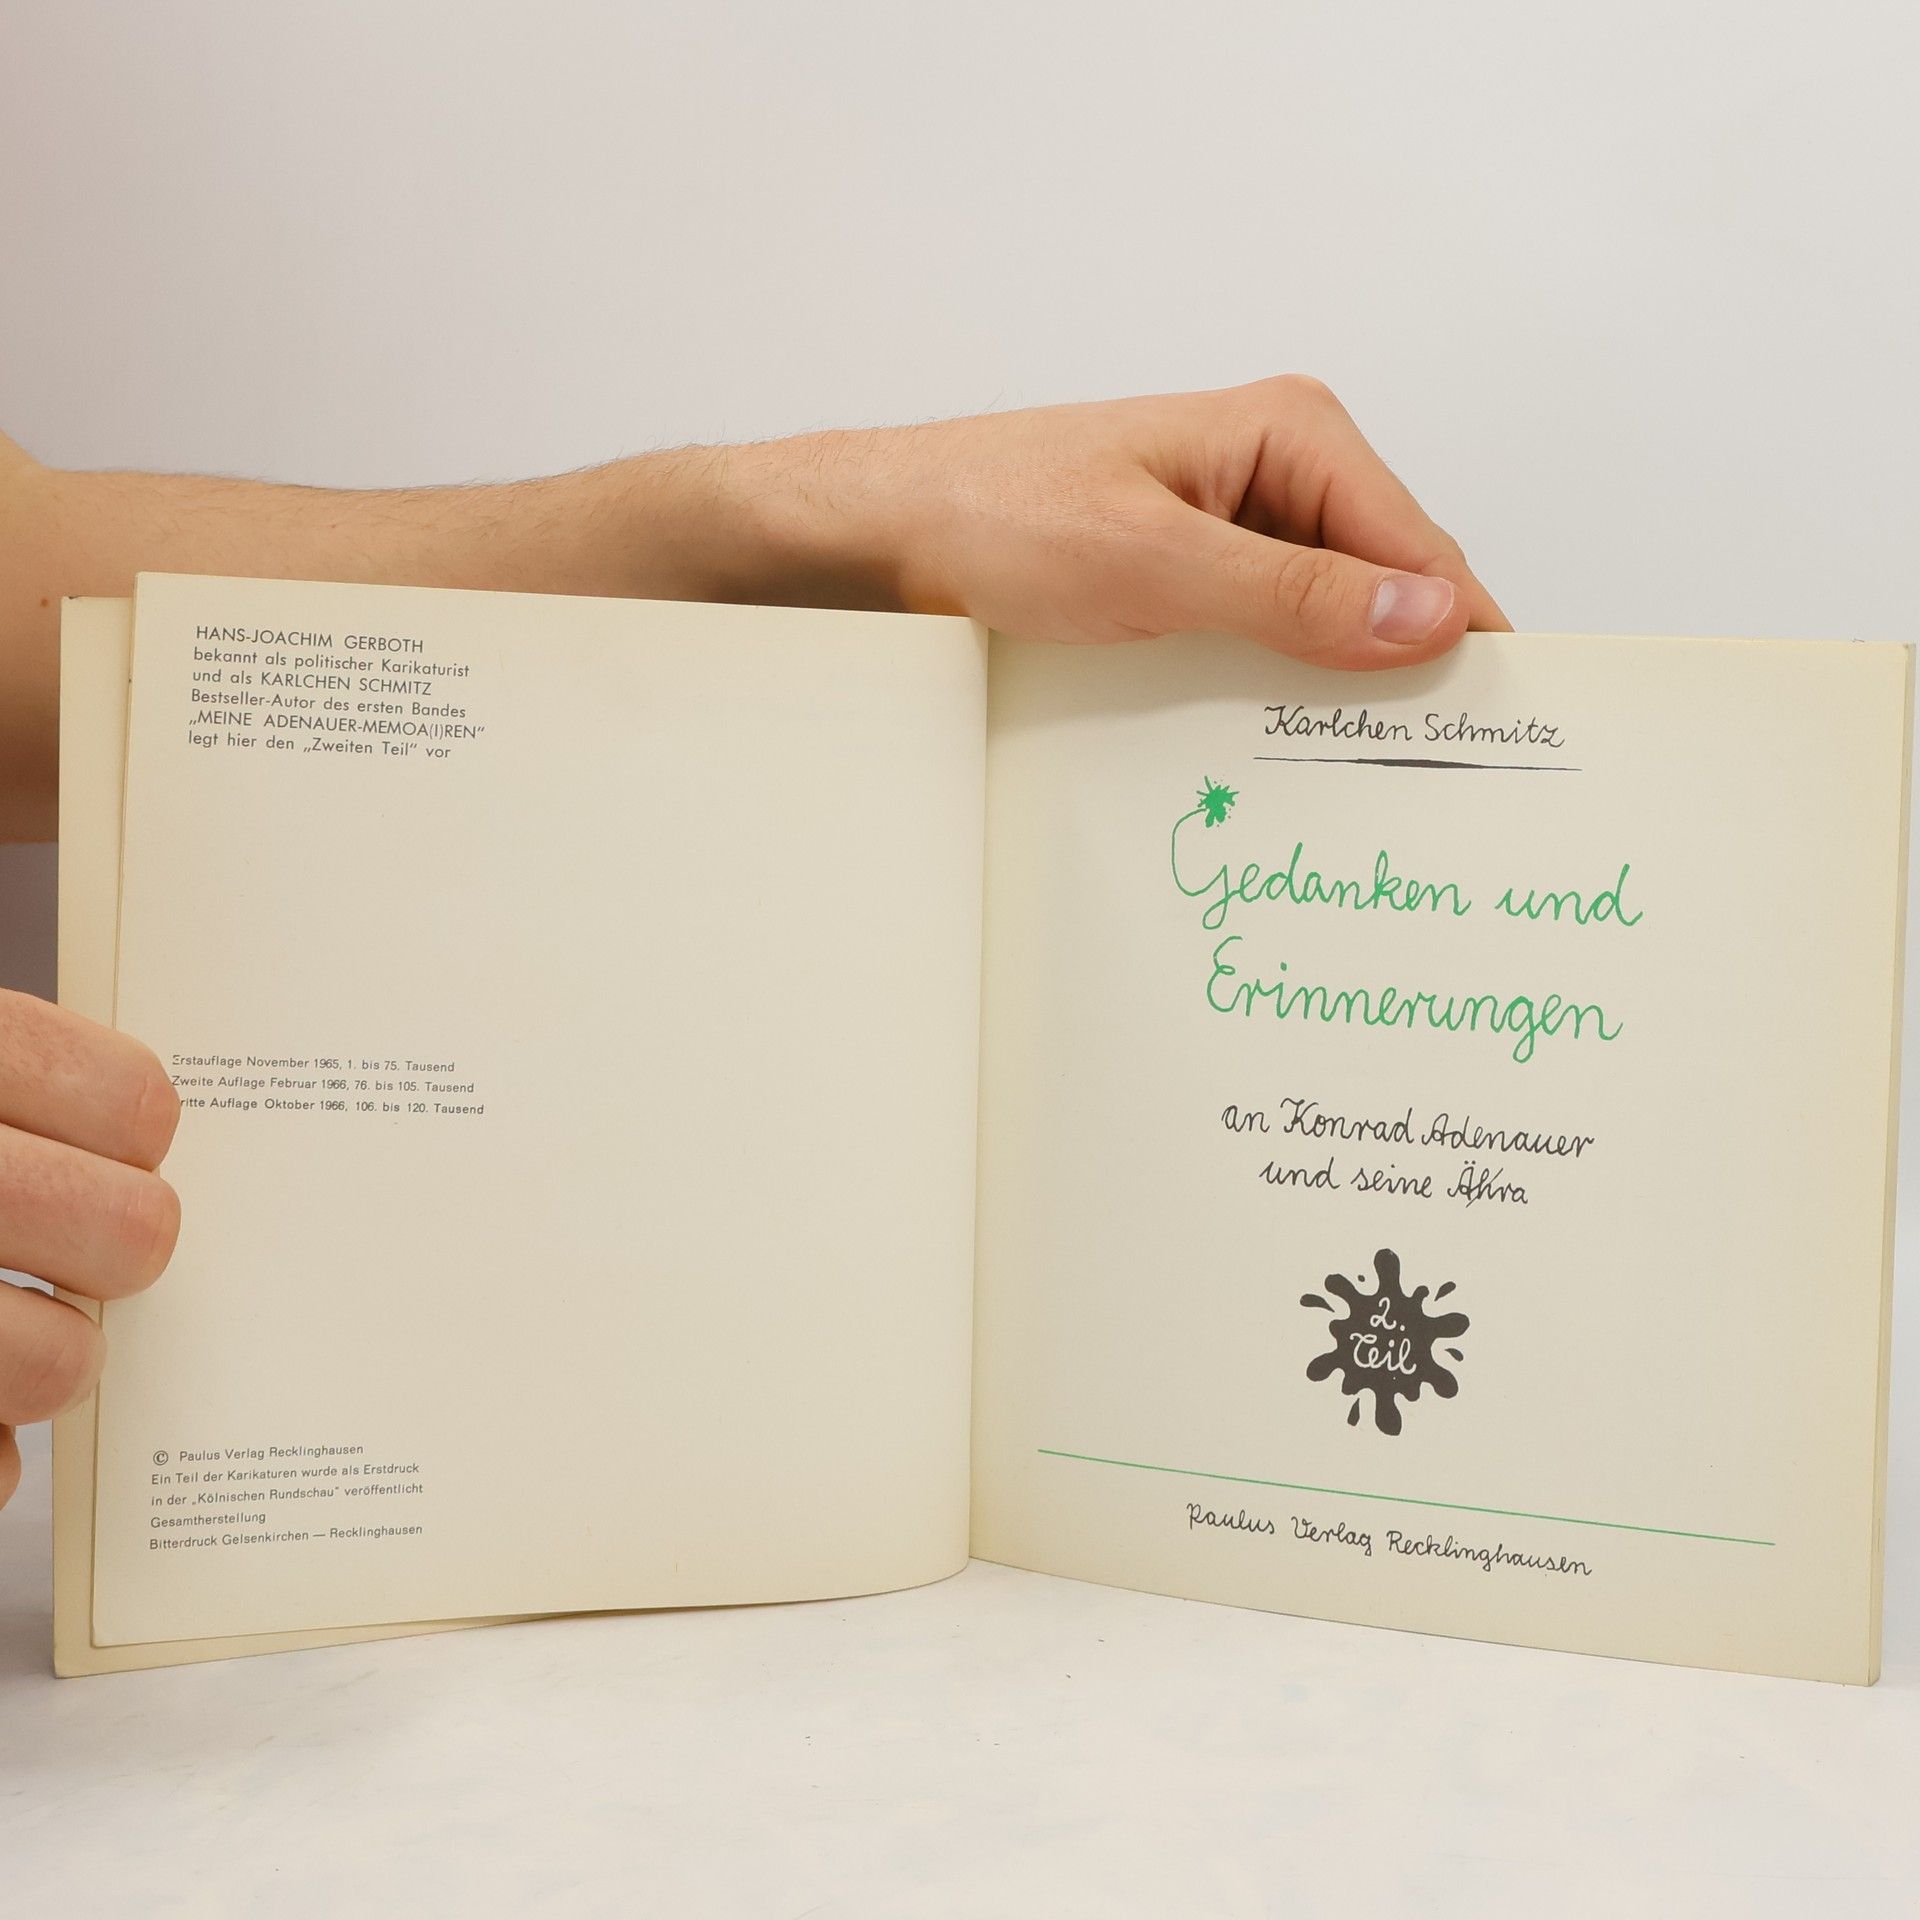 HANS-JOACHIM GERBOTH
bekannt als politischer Karikaturist
und als KARLCHEN SCHMITZ
Bestseller-Autor des ersten Bandes
„MEINE ADENAUER-MEMOA(I)REN“
legt hier den „Zweiten Teil“ vor
Erstauflage November 1965, 1. bis 75. Tausend
Zweite Auflage Februar 1966, 76. bis 105. Tausend
ritte Auflage Oktober 1966, 106. bis 120. Tausend
© Paulus Verlag Recklinghausen
Ein Teil der Karikaturen wurde als Erstdruck
in der „Kölnischen Rundschau“ veröffentlicht
Gesamtherstellung
Bitterdruck Gelsenkirchen — Recklinghausen
Karlchen Schmitz
Gedanken und
Erinnerungen
an Konrad Adenauer
und seine Ähra
2.
Teil
Paulus Verlag Recklinghausen